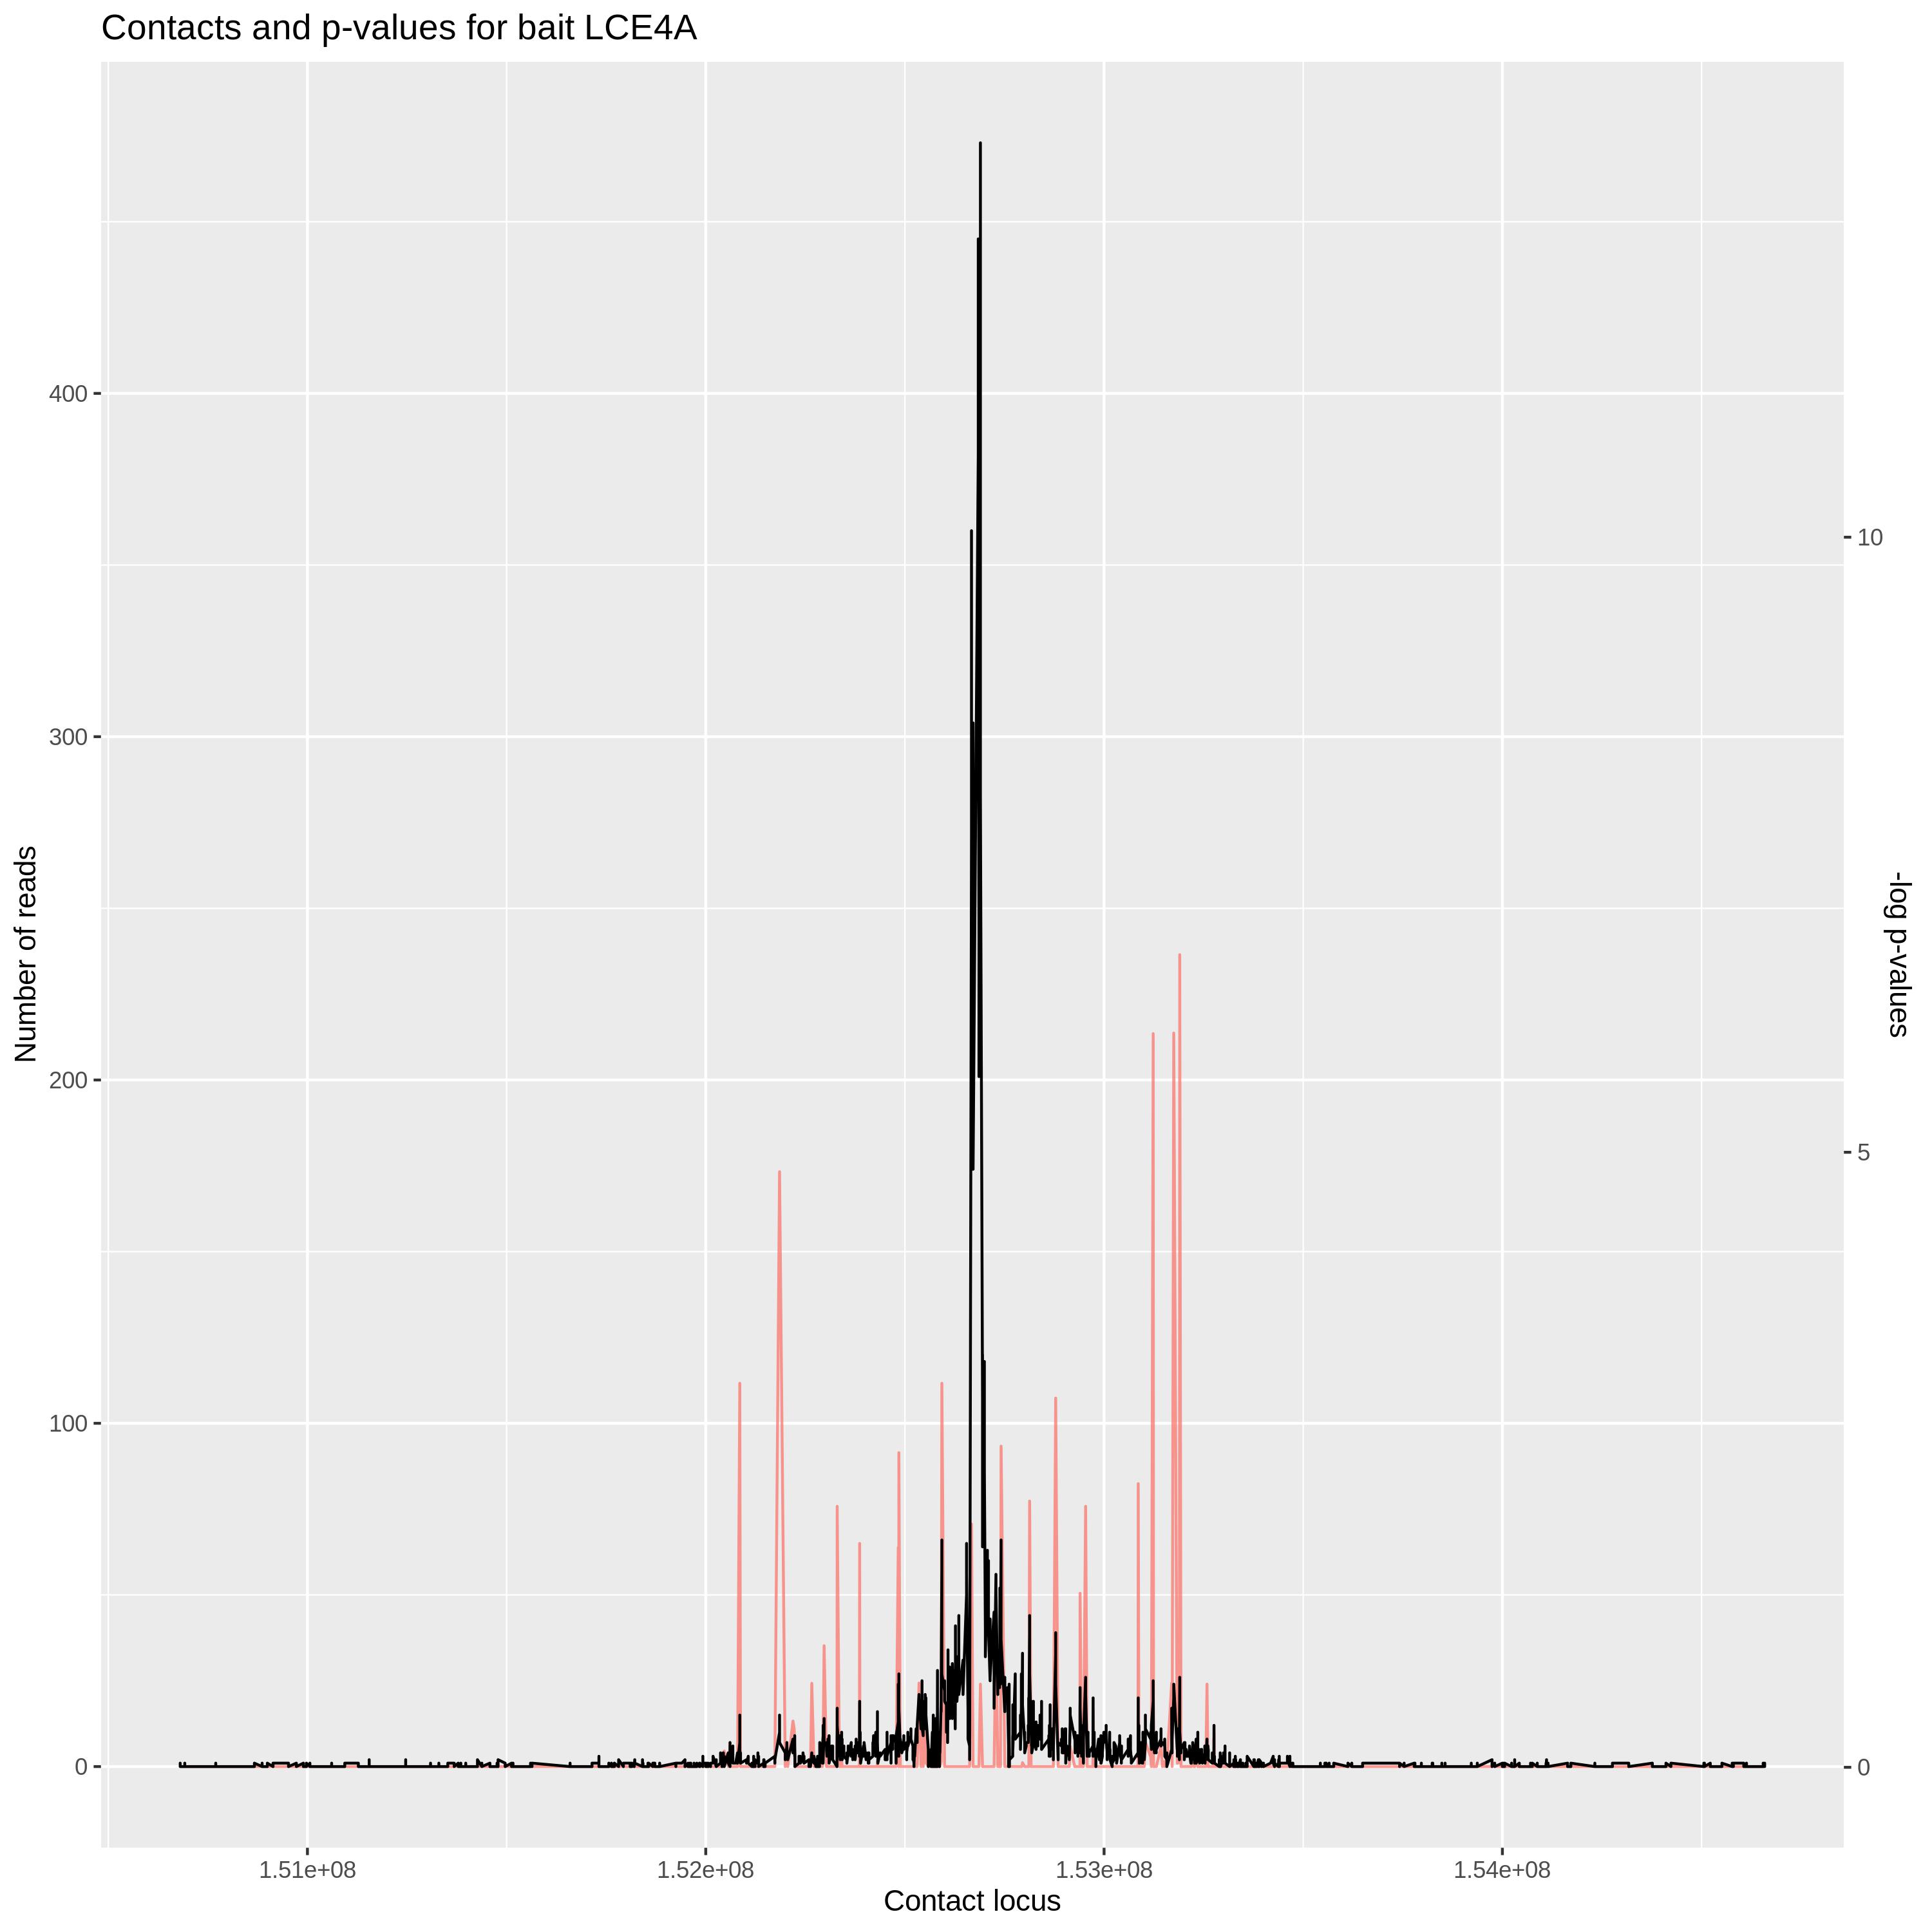 Contacts and p-values for bait LCE4A
400
300
200
100
0
Number of reads
10
5
0
-log p-values
1.51e+08
1.52e+08
1.53e+08
1.54e+08
Contact locus